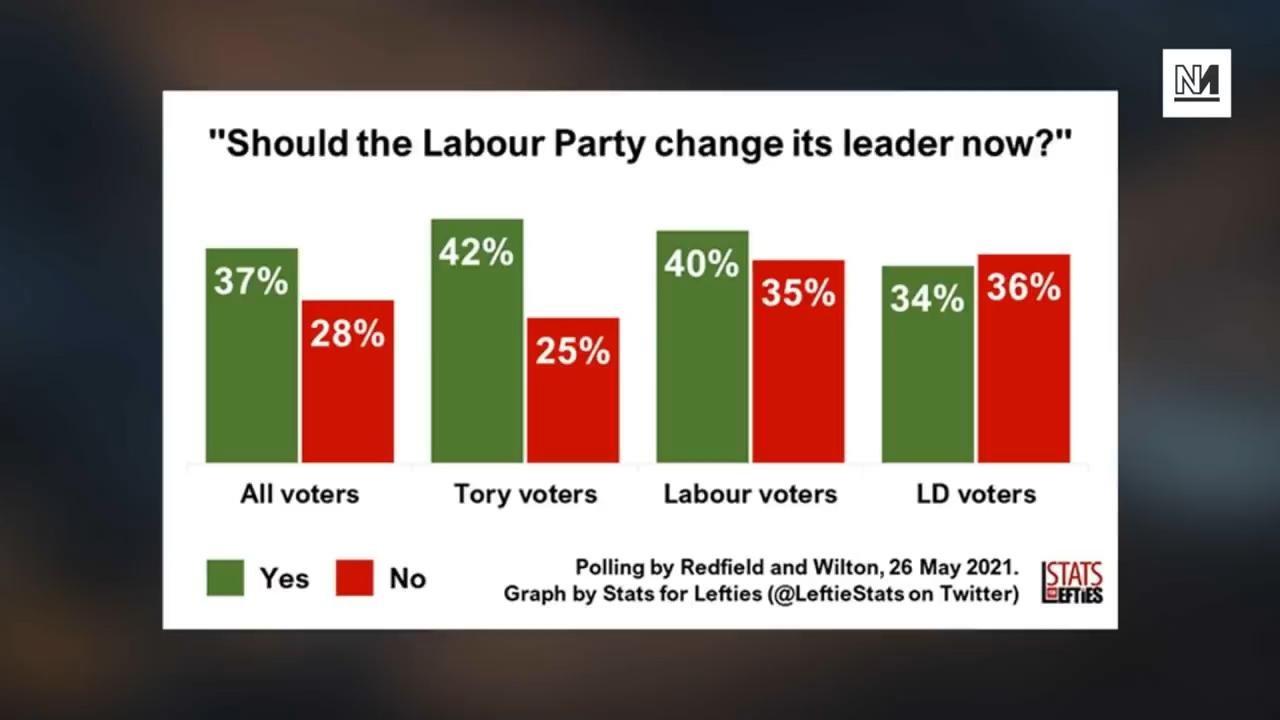 "Should the Labour Party change its leader now?"
37%
28%
42%
25%
40%
35%
34%
36%
All voters
Tory voters
Labour voters
LD voters
Yes
No
Polling by Redfield and Wilton, 26 May 2021.
Graph by Stats for Lefties (@LeftieStats on Twitter)
STATS
FOR LEFTIES
NM